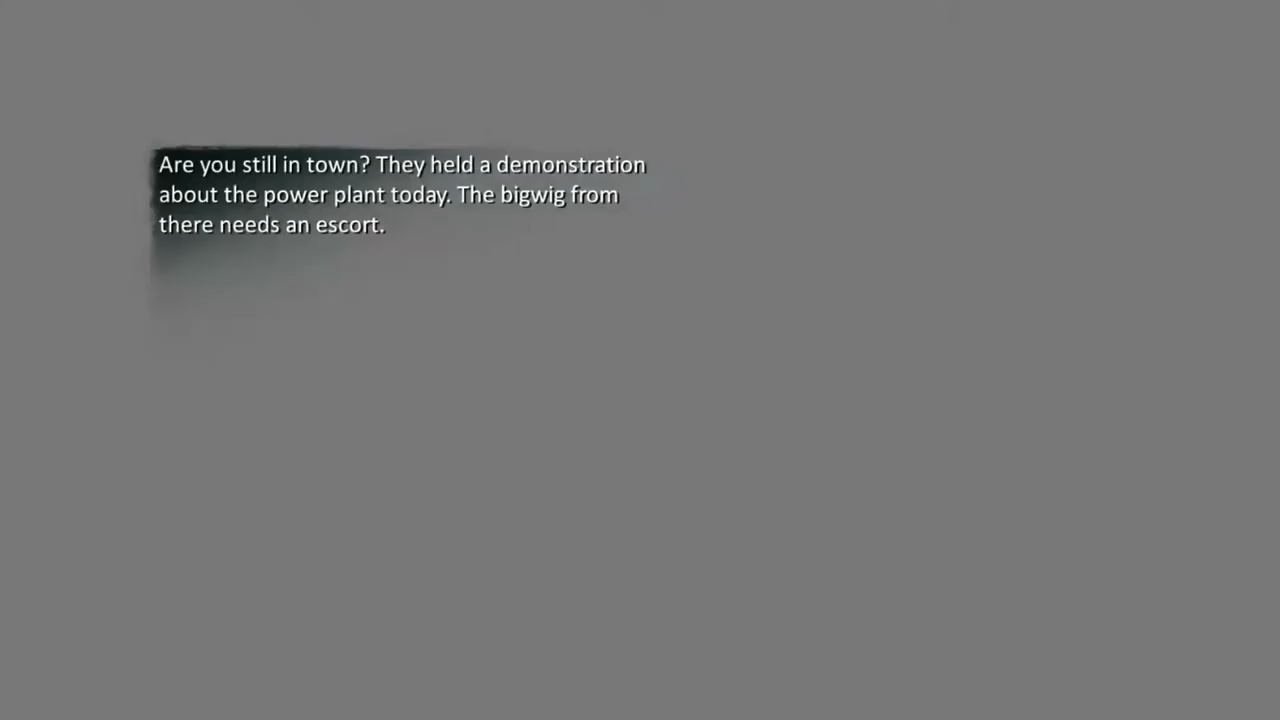 Are you still in town? They held a demonstration
about the power plant today. The bigwig from
there needs an escort.